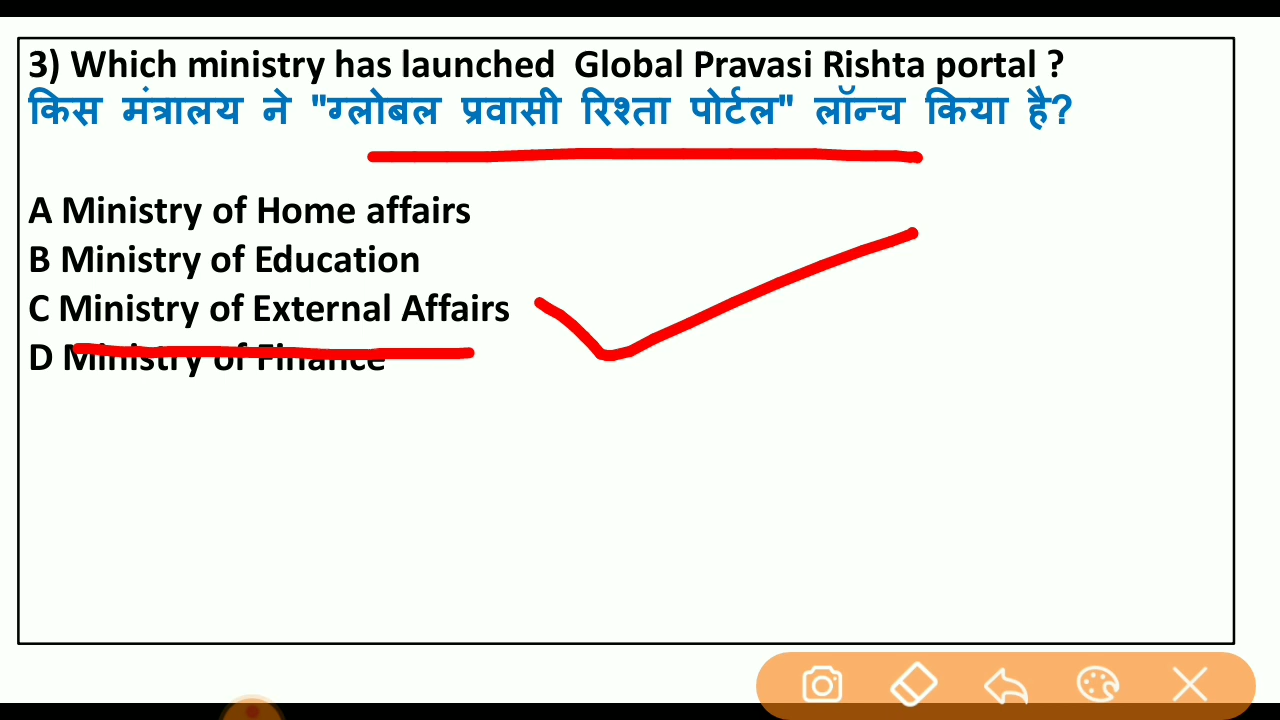 3) Which ministry has launched Global Pravasi Rishta portal ?
किस मंत्रालय ने "ग्लोबल प्रवासी रिश्ता पोर्टल" लॉन्च किया है?
A Ministry of Home affairs
B Ministry of Education
C Ministry of External Affairs
D Ministry of Finance